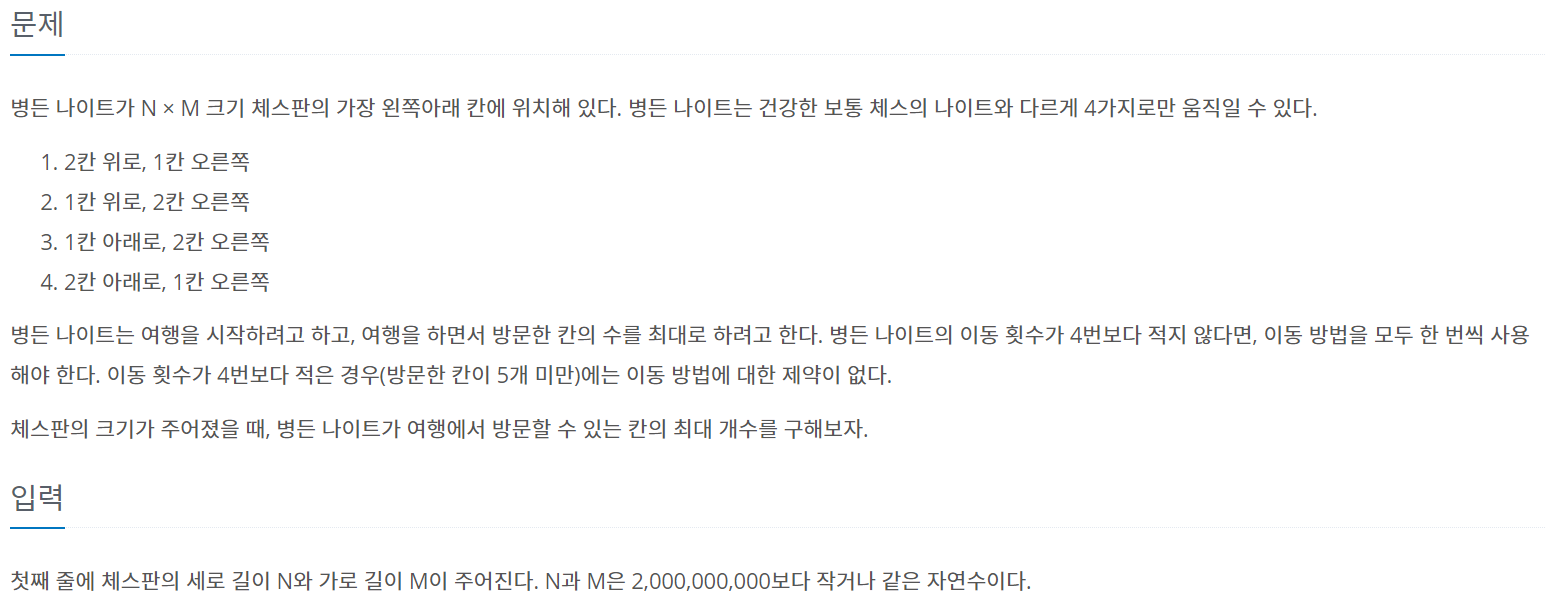 문제
병든 나이트가 N × M 크기 체스판의 가장 왼쪽아래 칸에 위치해 있다. 병든 나이트는 건강한 보통 체스의 나이트와 다르게 4가지로만 움직일 수 있다.
1. 2칸 위로, 1칸 오른쪽
2. 1칸 위로, 2칸 오른쪽
3. 1칸 아래로, 2칸 오른쪽
4. 2칸 아래로, 1칸 오른쪽
병든 나이트는 여행을 시작하려고 하고, 여행을 하면서 방문한 칸의 수를 최대로 하려고 한다. 병든 나이트의 이동 횟수가 4번보다 적지 않다면, 이동 방법을 모두 한 번씩 사용
해야 한다. 이동 횟수가 4번보다 적은 경우(방문한 칸이 5개 미만)에는 이동 방법에 대한 제약이 없다.
체스판의 크기가 주어졌을 때, 병든 나이트가 여행에서 방문할 수 있는 칸의 최대 개수를 구해보자.
입력
첫째 줄에 체스판의 세로 길이 N와 가로 길이 M이 주어진다. N과 M은 2,000,000,000보다 작거나 같은 자연수이다.